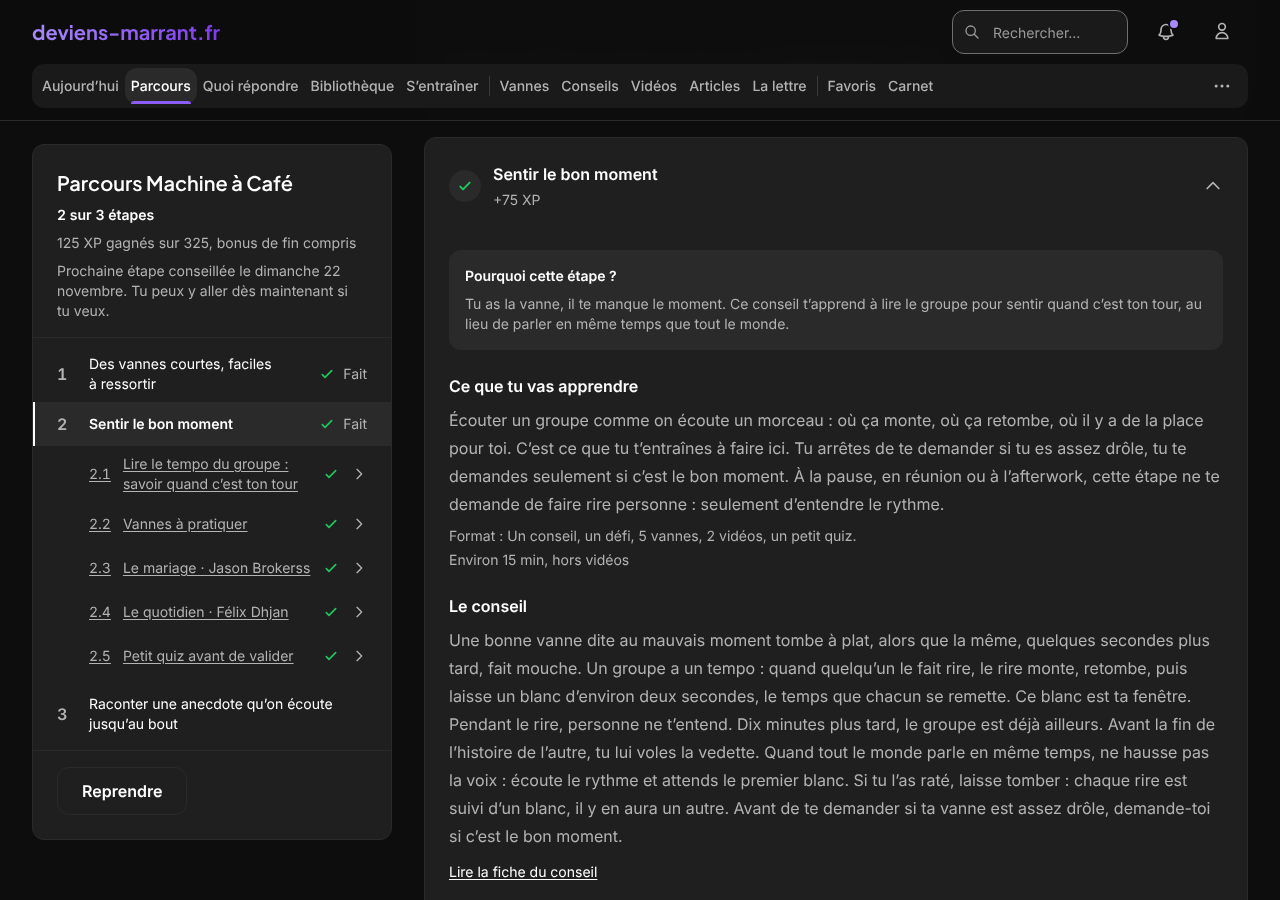 deviens-marrant.fr
Rechercher...
Aujourd’hui Parcours Quoi répondre Bibliothèque S’entraîner Vannes Conseils Vidéos Articles La lettre Favoris Carnet
Parcours Machine à Café
2 sur 3 étapes
125 XP gagnés sur 325, bonus de fin compris
Prochaine étape conseillée le dimanche 22
novembre. Tu peux y aller dès maintenant si
tu veux.
1 Des vannes courtes, faciles
à ressortir
Fait
2 Sentir le bon moment Fait
2.1 Lire le tempo du groupe :
savoir quand c’est ton tour
2.2 Vannes à pratiquer
2.3 Le mariage · Jason Brokerss
2.4 Le quotidien · Félix Dhjan
2.5 Petit quiz avant de valider
3 Raconter une anecdote qu’on écoute
jusqu’au bout
Reprendre
Sentir le bon moment
+75 XP
Pourquoi cette étape ?
Tu as la vanne, il te manque le moment. Ce conseil t’apprend à lire le groupe pour sentir quand c’est ton tour, au
lieu de parler en même temps que tout le monde.
Ce que tu vas apprendre
Écouter un groupe comme on écoute un morceau : où ça monte, où ça retombe, où il y a de la place
pour toi. C’est ce que tu t’entraînes à faire ici. Tu arrêtes de te demander si tu es assez drôle, tu te
demandes seulement si c’est le bon moment. À la pause, en réunion ou à l’afterwork, cette étape ne te
demande de faire rire personne : seulement d’entendre le rythme.
Format : Un conseil, un défi, 5 vannes, 2 vidéos, un petit quiz.
Environ 15 min, hors vidéos
Le conseil
Une bonne vanne dite au mauvais moment tombe à plat, alors que la même, quelques secondes plus
tard, fait mouche. Un groupe a un tempo : quand quelqu’un le fait rire, le rire monte, retombe, puis
laisse un blanc d’environ deux secondes, le temps que chacun se remette. Ce blanc est ta fenêtre.
Pendant le rire, personne ne t’entend. Dix minutes plus tard, le groupe est déjà ailleurs. Avant la fin de
l’histoire de l’autre, tu lui voles la vedette. Quand tout le monde parle en même temps, ne hausse pas
la voix : écoute le rythme et attends le premier blanc. Si tu l’as raté, laisse tomber : chaque rire est
suivi d’un blanc, il y en aura un autre. Avant de te demander si ta vanne est assez drôle, demande-toi
si c’est le bon moment.
Lire la fiche du conseil